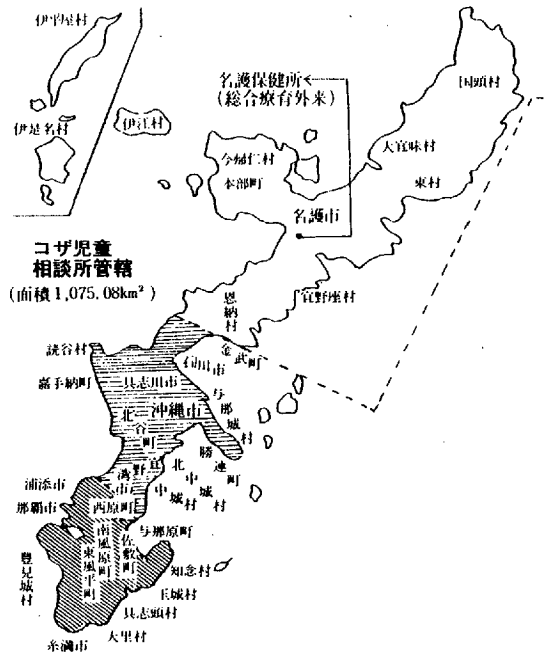 伊平屋村
伊是名村
伊江村
名護保健所
(総合療育外来)
国頭村
大宜味村
東村
今帰仁村
本部町
名護市
コザ児童
相談所管轄
(面積1,075.08km²)
恩納村
宜野座村
金武町
石川市
読谷村
嘉手納町
具志川市
与那城村
沖縄市
北谷町
勝連町
北中城村
中城村
宜野湾市
浦添市
那覇市
西原町
与那原町
南風原町
佐敷町
東風平町
豊見城村
知念村
玉城村
具志頭村
大里村
糸満市